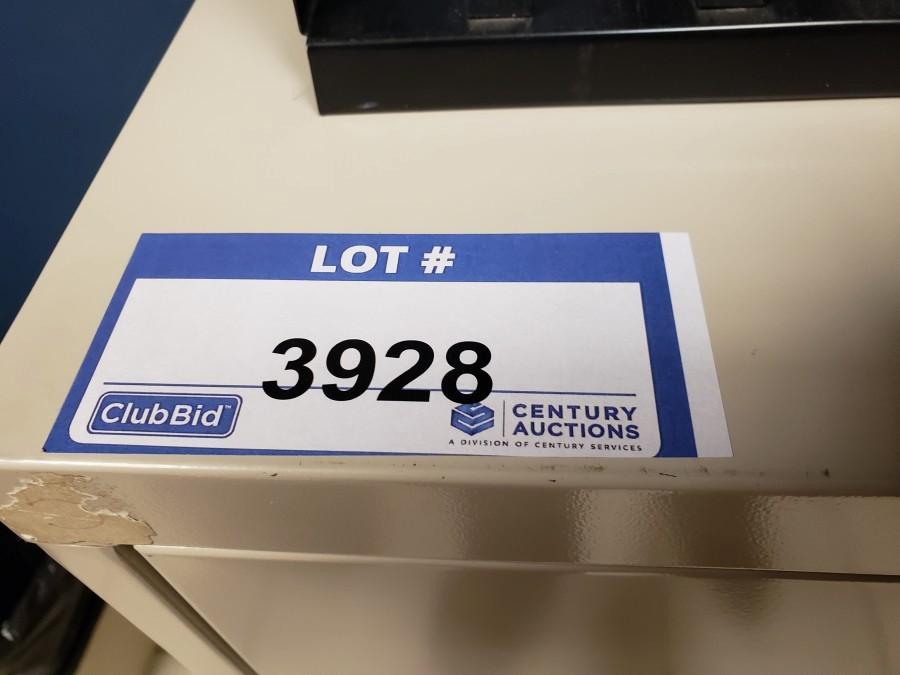 LOT #
3928
ClubBid™
CENTURY
AUCTIONS
A DIVISION OF CENTURY SERVICES